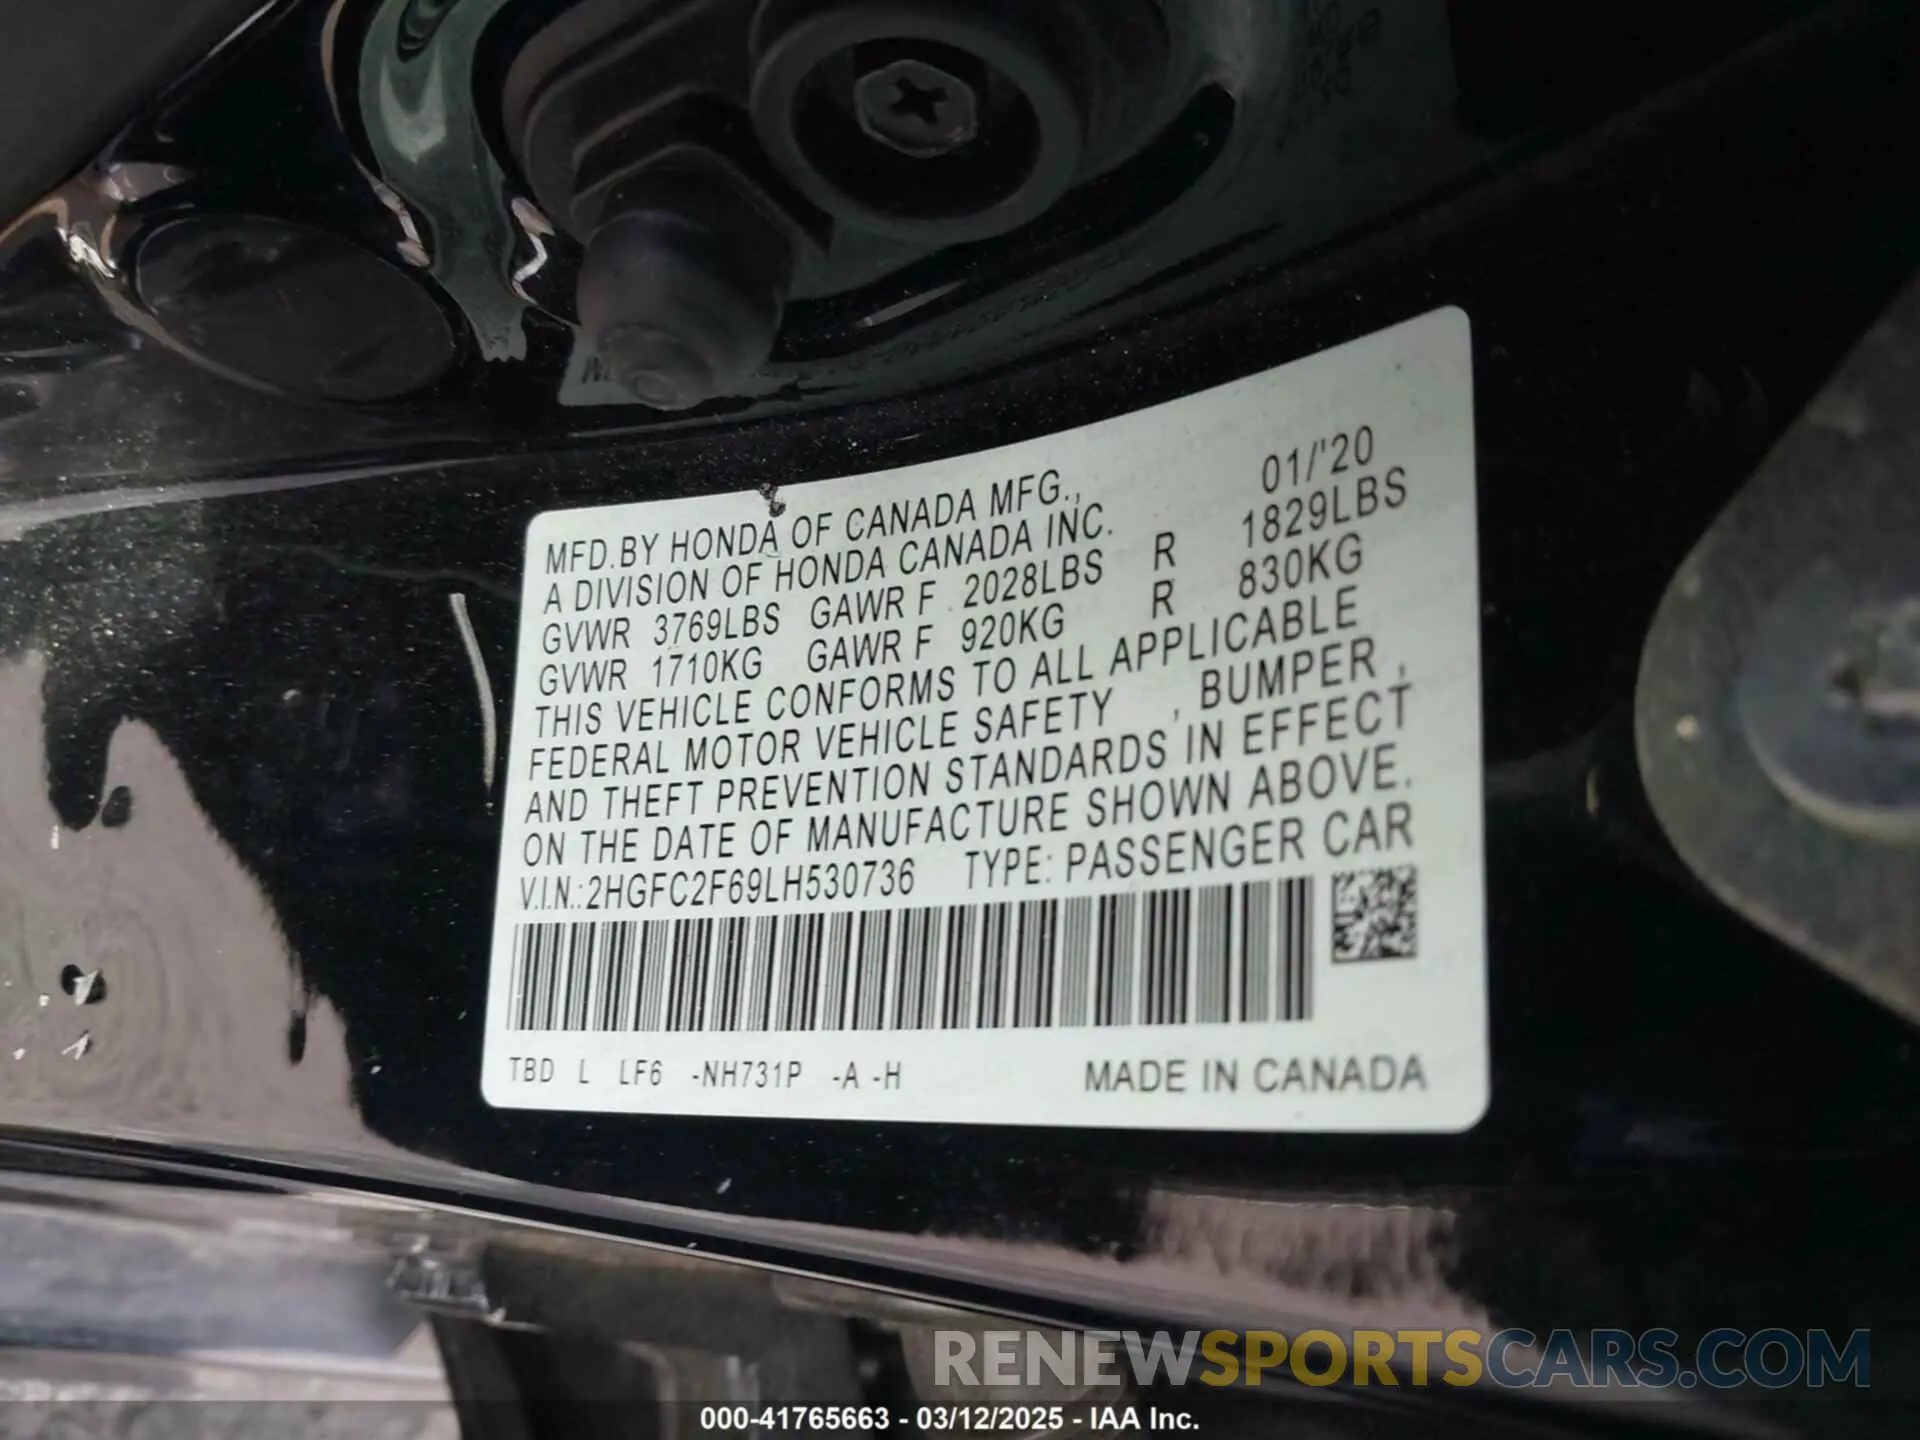 MFD.BY HONDA OF CANADA MFG., 01/'20
A DIVISION OF HONDA CANADA INC.
GVWR 3769LBS GAWR F 2028LBS R 1829LBS
GVWR 1710KG GAWR F 920KG R 830KG
THIS VEHICLE CONFORMS TO ALL APPLICABLE
FEDERAL MOTOR VEHICLE SAFETY , BUMPER ,
AND THEFT PREVENTION STANDARDS IN EFFECT
ON THE DATE OF MANUFACTURE SHOWN ABOVE.
V.I.N.: 2HGFC2F69LH530736 TYPE: PASSENGER CAR
TBD L LF6 -NH731P -A -H MADE IN CANADA
RENEWSPORTSCARS.COM
000-41765663 - 03/12/2025 - IAA Inc.